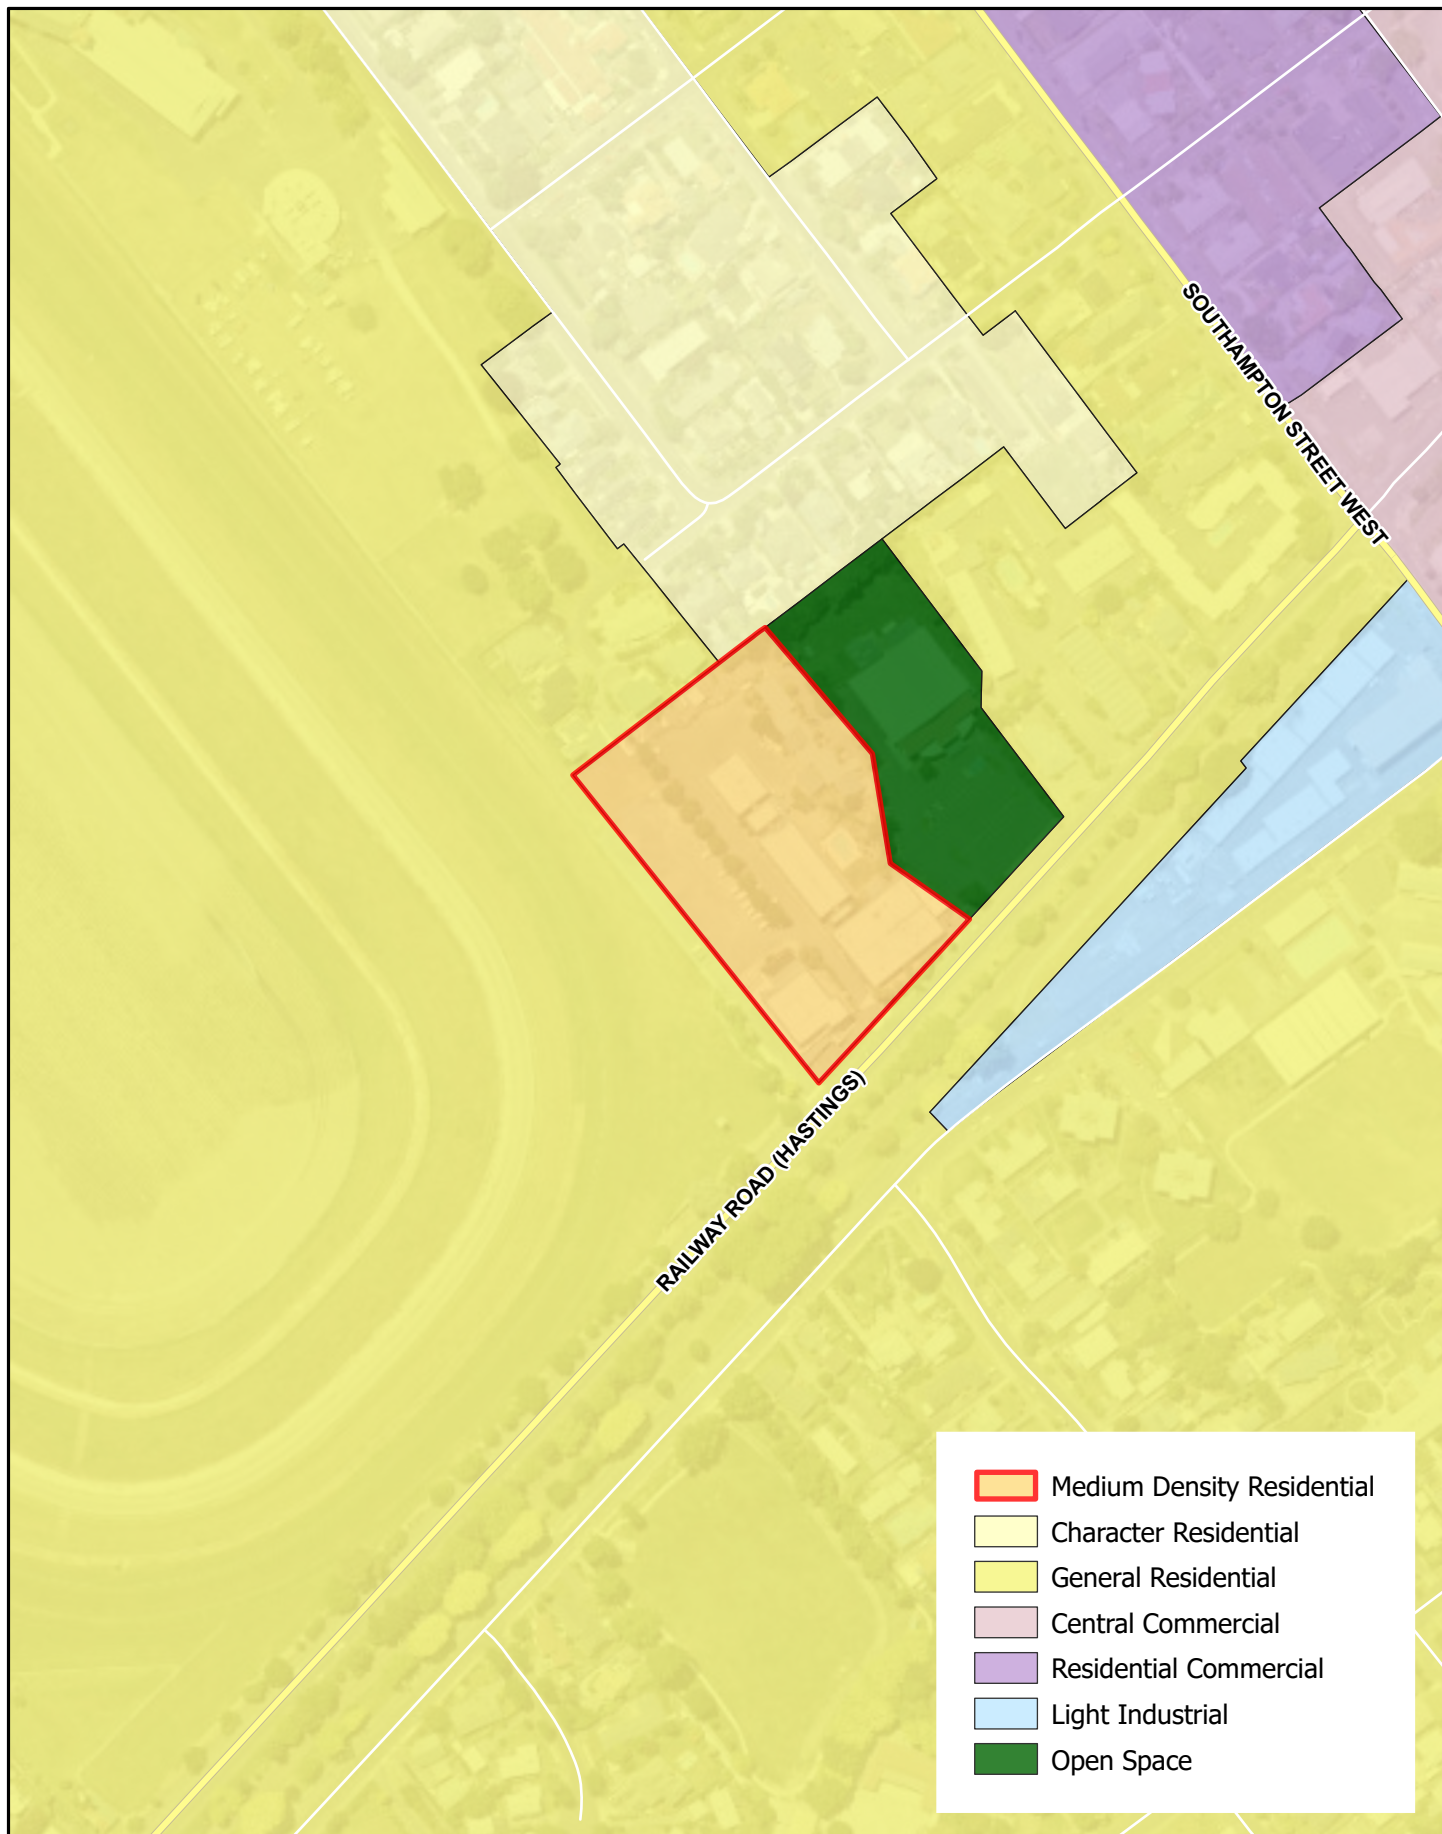 SOUTHAMPTON STREET WEST
RAILWAY ROAD (HASTINGS)
Medium Density Residential
Character Residential
General Residential
Central Commercial
Residential Commercial
Light Industrial
Open Space